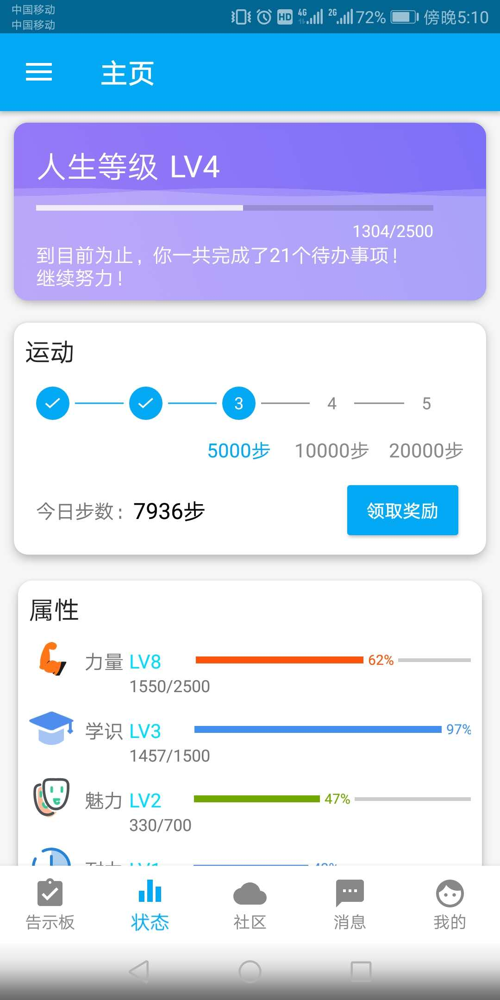 中国移动
中国移动
HD 4G 2G 72% 傍晚5:10
主页
人生等级 LV4
1304/2500
到目前为止，你一共完成了21个待办事项！
继续努力！
运动
3 4 5
5000步 10000步 20000步
今日步数：7936步
领取奖励
属性
力量 LV8 62%
1550/2500
学识 LV3 97%
1457/1500
魅力 LV2 47%
330/700
告示板 状态 社区 消息 我的